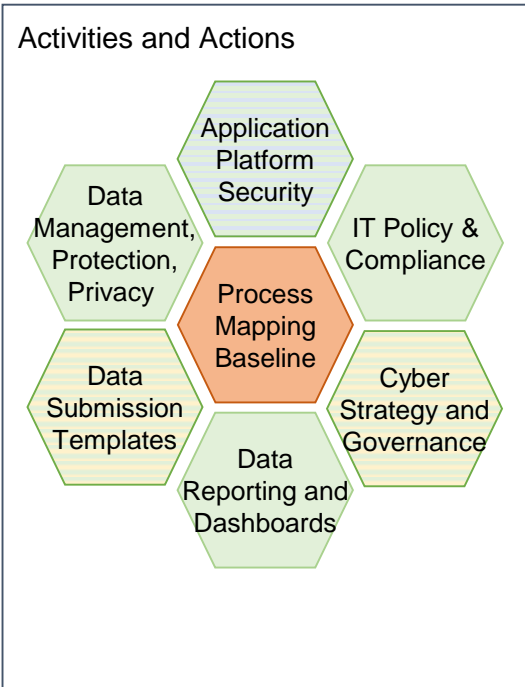 Activities and Actions
Application
Platform
Security
Data
Management,
Protection,
Privacy
IT Policy &
Compliance
Process
Mapping
Baseline
Data
Submission
Templates
Cyber
Strategy and
Governance
Data
Reporting and
Dashboards